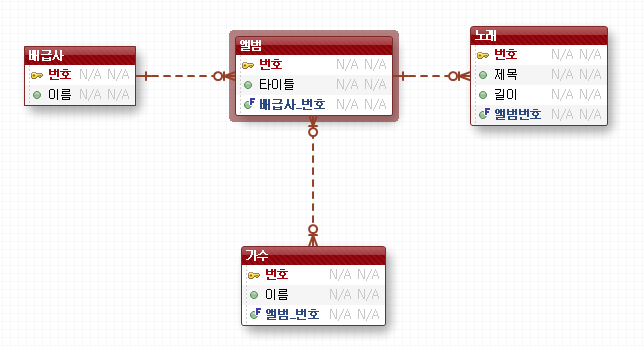 배급사
번호 N/A N/A
이름 N/A N/A
앨범
번호 N/A N/A
타이틀 N/A N/A
배급사_번호 N/A N/A
노래
번호 N/A N/A
제목 N/A N/A
길이 N/A N/A
앨범번호 N/A N/A
가수
번호 N/A N/A
이름 N/A N/A
앨범_번호 N/A N/A